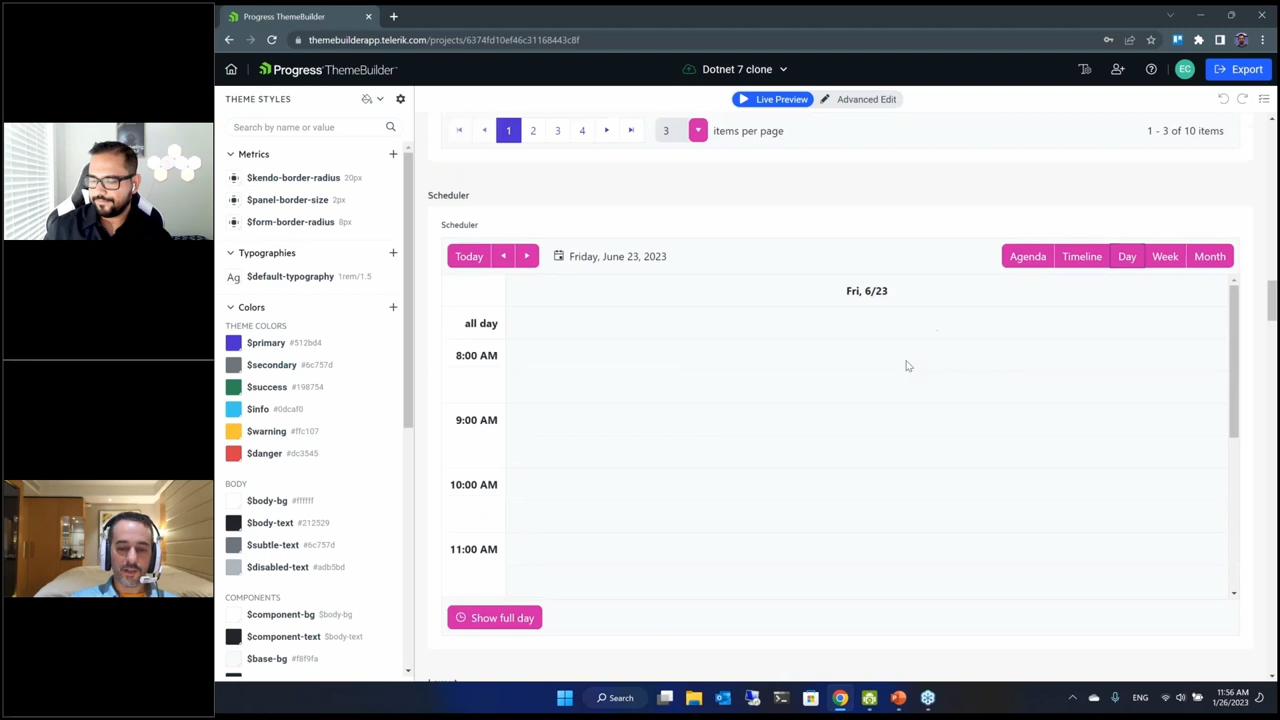 Progress ThemeBuilder
themebuilderapp.telerik.com/projects/6374fd10ef46c31168443c8f
Progress® ThemeBuilder™
Dotnet 7 clone
EC
Export
THEME STYLES
Live Preview
Advanced Edit
Search by name or value
Metrics
$kendo-border-radius 20px
$panel-border-size 2px
$form-border-radius 8px
Typographies
Ag $default-typography 1rem/1.5
Colors
THEME COLORS
$primary #512bd4
$secondary #6c757d
$success #198754
$info #0dcaf0
$warning #ffc107
$danger #dc3545
BODY
$body-bg #ffffff
$body-text #212529
$subtle-text #6c757d
$disabled-text #adb5bd
COMPONENTS
$component-bg $body-bg
$component-text $body-text
$base-bg #f8f9fa
1 2 3 4 3 items per page 1 - 3 of 10 items
Scheduler
Scheduler
Today Friday, June 23, 2023 Agenda Timeline Day Week Month
Fri, 6/23
all day
8:00 AM
9:00 AM
10:00 AM
11:00 AM
Show full day
Search
ENG
11:56 AM
1/26/2023